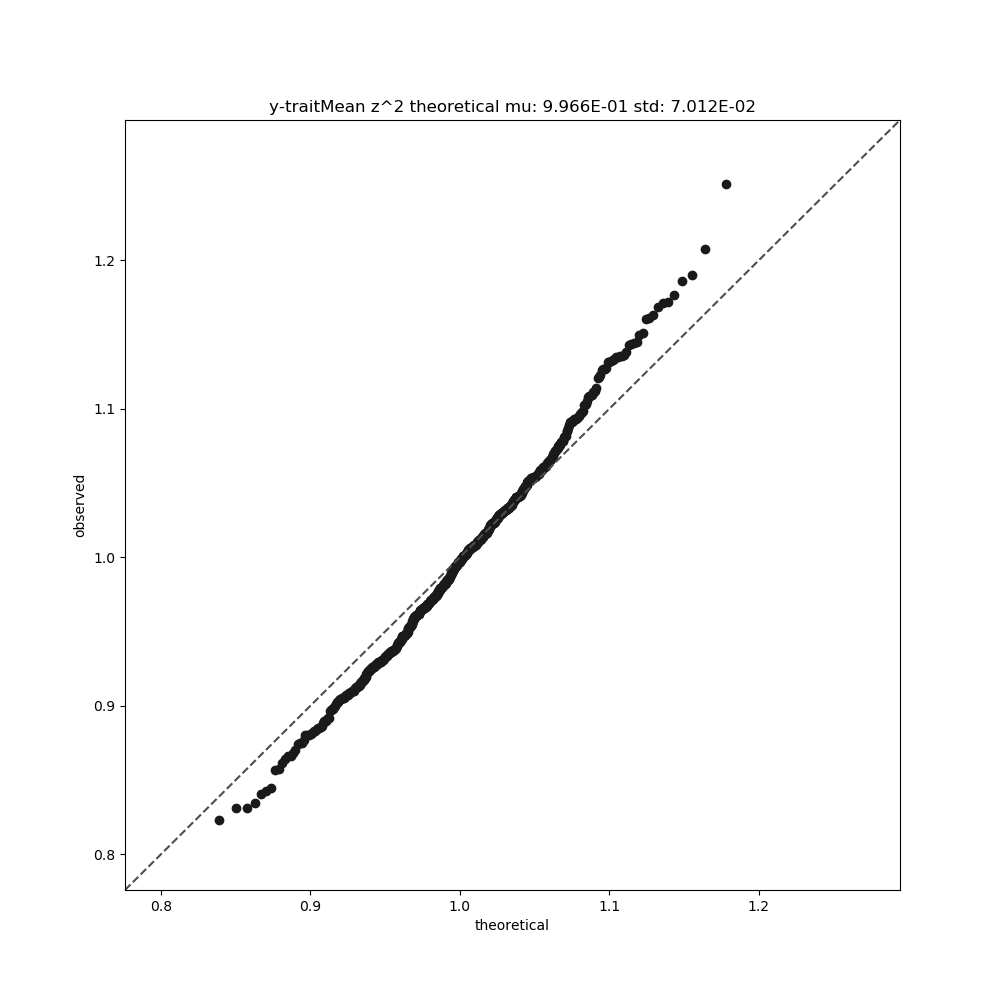 y-traitMean z^2 theoretical mu: 9.966E-01 std: 7.012E-02
observed
1.2
1.1
1.0
0.9
0.8
0.8 0.9 1.0 1.1 1.2
theoretical